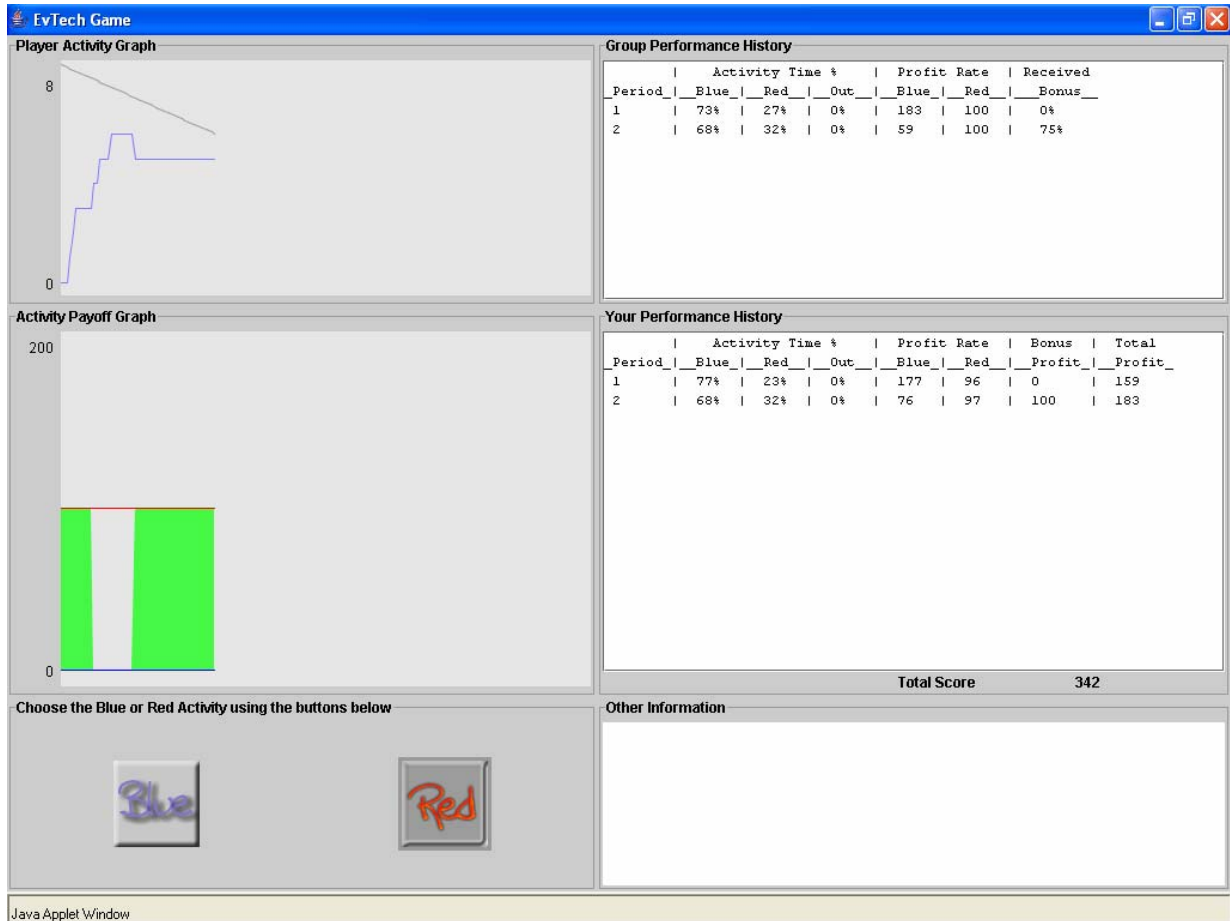 EvTech Game
Player Activity Graph
8
0
Group Performance History
| Activity Time % | Profit Rate | Received
_Period_|__Blue_|__Red__|__Out__|__Blue_|__Red__|__Bonus__
1 | 73% | 27% | 0% | 183 | 100 | 0%
2 | 68% | 32% | 0% | 59 | 100 | 75%
Activity Payoff Graph
200
0
Your Performance History
| Activity Time % | Profit Rate | Bonus | Total
_Period_|__Blue_|__Red__|__Out__|__Blue_|__Red__|__Profit_|__Profit_
1 | 77% | 23% | 0% | 177 | 96 | 0 | 159
2 | 68% | 32% | 0% | 76 | 97 | 100 | 183
Total Score 342
Choose the Blue or Red Activity using the buttons below
Blue
Red
Other Information
Java Applet Window